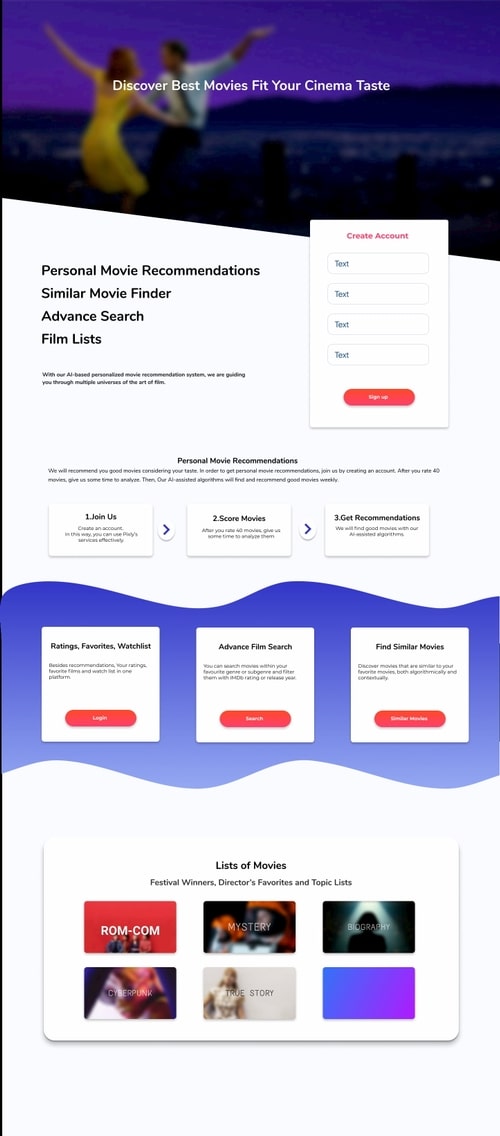 Discover Best Movies Fit Your Cinema Taste
Create Account
Text
Text
Text
Text
Sign up
Personal Movie Recommendations
Similar Movie Finder
Advance Search
Film Lists
With our AI-based personalized movie recommendation system, we are guiding
you through multiple universes of the art of film.
Personal Movie Recommendations
We will recommend you good movies considering your taste. In order to get personal movie recommendations, join us by creating an account. After you rate 40
movies, give us some time to analyze. Then, Our AI-assisted algorithms will find and recommend good movies weekly.
1.Join Us
Create an account.
In this way, you can use Pixly's
services effectively.
2.Score Movies
After you rate 40 movies, give us
some time to analyze them
3.Get Recommendations
We will find good movies with our
AI-assisted algorithms.
Ratings, Favorites, Watchlist
Besides recommendations, Your ratings,
favorite films and watch list in one
platform.
Login
Advance Film Search
You can search movies within your
favourite genre or subgenre and filter
them with IMDb rating or release year.
Search
Find Similar Movies
Discover movies that are similar to your
favorite movies, both algorithmically and
contextually.
Similar Movies
Lists of Movies
Festival Winners, Director's Favorites and Topic Lists
ROM-COM
MYSTERY
BIOGRAPHY
CYBERPUNK
TRUE STORY